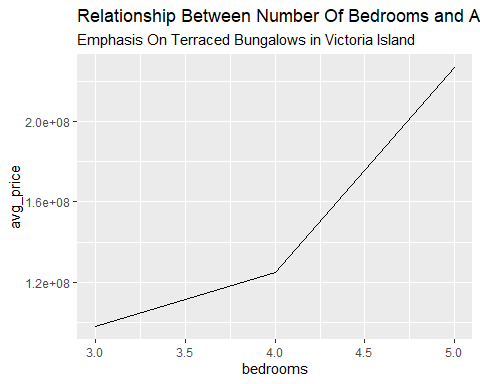 Relationship Between Number Of Bedrooms and A
Emphasis On Terraced Bungalows in Victoria Island
avg_price
2.0e+08
1.6e+08
1.2e+08
3.0 3.5 4.0 4.5 5.0
bedrooms